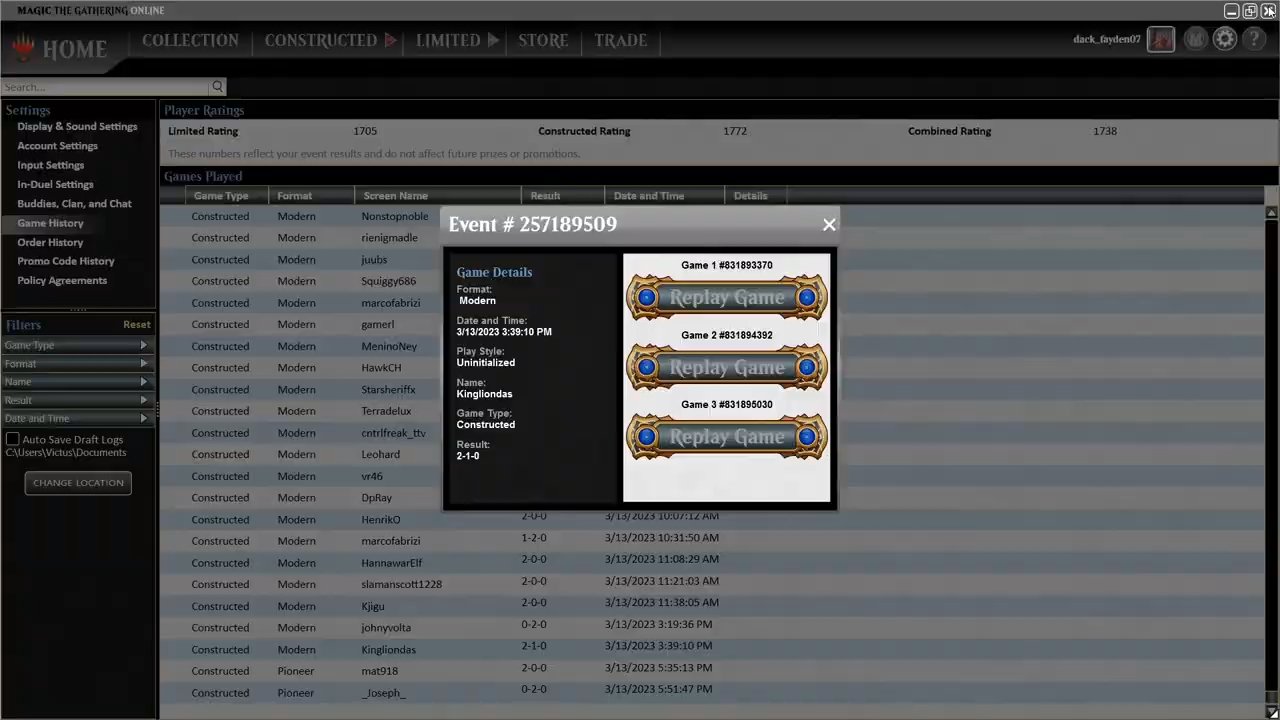 MAGIC THE GATHERING ONLINE
HOME
COLLECTION
CONSTRUCTED
LIMITED
STORE
TRADE
dack_fayden07
?
Search...
Settings
Display & Sound Settings
Account Settings
Input Settings
In-Duel Settings
Buddies, Clan, and Chat
Game History
Order History
Promo Code History
Policy Agreements
Filters Reset
Game Type
Format
Name
Result
Date and Time
Auto Save Draft Logs
C:\Users\Victus\Documents
CHANGE LOCATION
Player Ratings
Limited Rating 1705 Constructed Rating 1772 Combined Rating 1738
These numbers reflect your event results and do not affect future prizes or promotions.
Games Played
Game Type Format Screen Name Result Date and Time Details
Constructed Modern Nonstopnoble
Constructed Modern rienigmadle
Constructed Modern juubs
Constructed Modern Squiggy686
Constructed Modern marcofabrizi
Constructed Modern gamerl
Constructed Modern MeninoNey
Constructed Modern HawkCH
Constructed Modern Starsheriffx
Constructed Modern Terradelux
Constructed Modern cntrlfreak_ttv
Constructed Modern Leohard
Constructed Modern vr46
Constructed Modern DpRay
Constructed Modern HenrikO 2-0-0 3/13/2023 10:07:12 AM
Constructed Modern marcofabrizi 1-2-0 3/13/2023 10:31:50 AM
Constructed Modern HannawarElf 2-0-0 3/13/2023 11:08:29 AM
Constructed Modern slamanscott1228 2-0-0 3/13/2023 11:21:03 AM
Constructed Modern Kjigu 2-0-0 3/13/2023 11:38:05 AM
Constructed Modern johnyvolta 0-2-0 3/13/2023 3:19:36 PM
Constructed Modern Kingliondas 2-1-0 3/13/2023 3:39:10 PM
Constructed Pioneer mat918 2-0-0 3/13/2023 5:35:13 PM
Constructed Pioneer _Joseph_ 0-2-0 3/13/2023 5:51:47 PM
Event # 257189509
Game Details
Format:
Modern
Date and Time:
3/13/2023 3:39:10 PM
Play Style:
Uninitialized
Name:
Kingliondas
Game Type:
Constructed
Result:
2-1-0
Game 1 #831893370
Replay Game
Game 2 #831894392
Replay Game
Game 3 #831895030
Replay Game